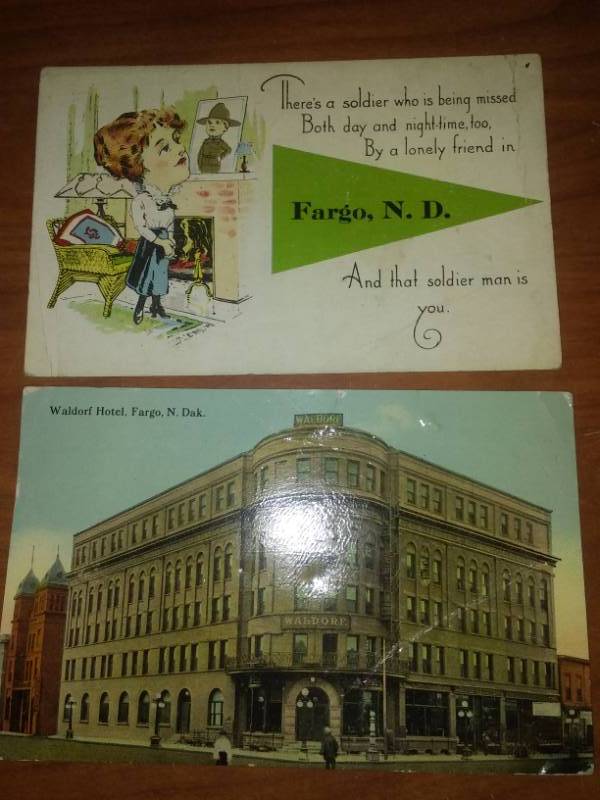 There's a soldier who is being missed
Both day and night-time, too,
By a lonely friend in
Fargo, N. D.
And that soldier man is
you.
Waldorf Hotel, Fargo, N. Dak.
WALDORF
WALDORF